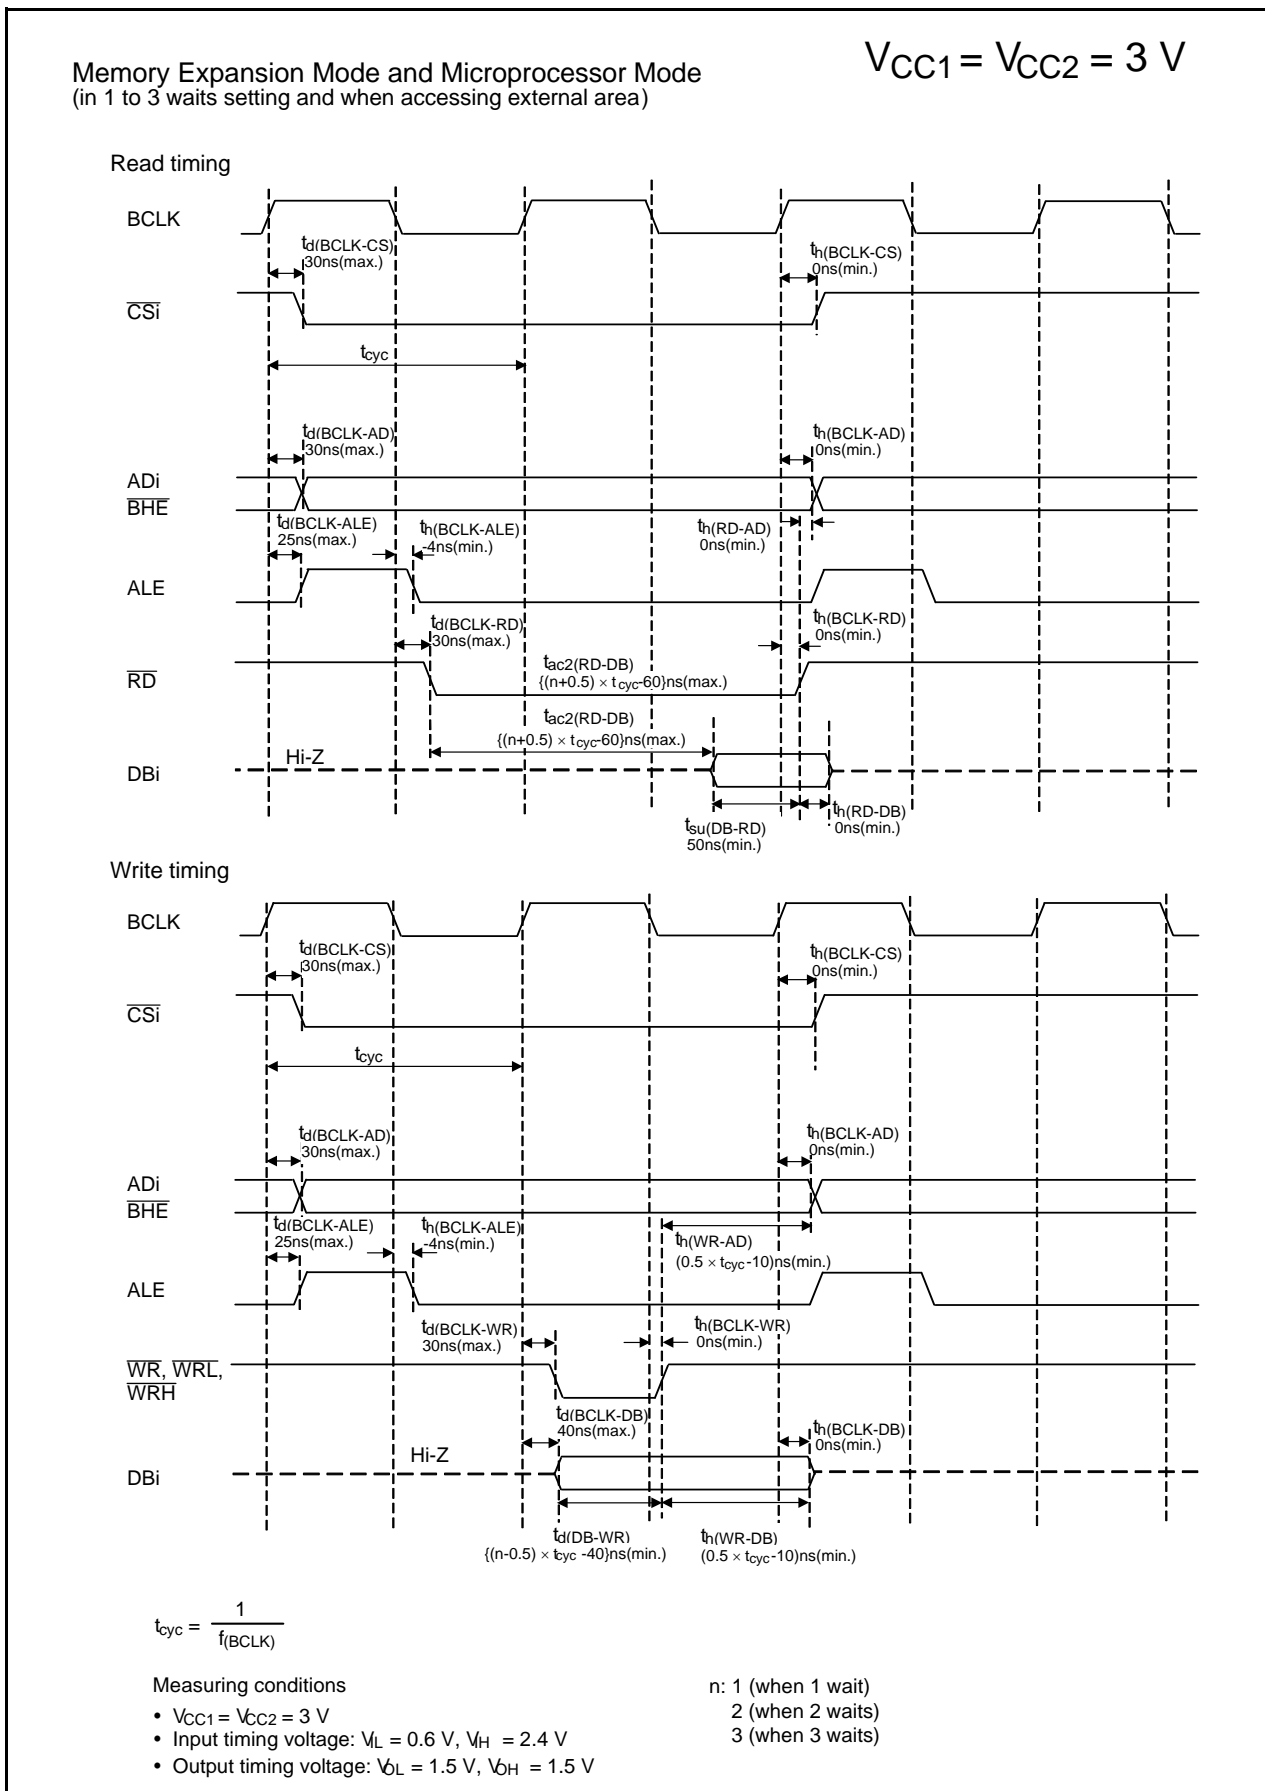 Memory Expansion Mode and Microprocessor Mode
(in 1 to 3 waits setting and when accessing external area)
VCC1 = VCC2 = 3 V
Read timing
BCLK
td(BCLK-CS)
30ns(max.)
th(BCLK-CS)
0ns(min.)
CSi
tcyc
td(BCLK-AD)
30ns(max.)
th(BCLK-AD)
0ns(min.)
ADi
BHE
td(BCLK-ALE)
25ns(max.)
th(BCLK-ALE)
-4ns(min.)
th(RD-AD)
0ns(min.)
ALE
td(BCLK-RD)
30ns(max.)
th(BCLK-RD)
0ns(min.)
RD
tac2(RD-DB)
{(n+0.5) × tcyc-60}ns(max.)
tac2(RD-DB)
{(n+0.5) × tcyc-60}ns(max.)
Hi-Z
DBi
tsu(DB-RD)
50ns(min.)
th(RD-DB)
0ns(min.)
Write timing
BCLK
td(BCLK-CS)
30ns(max.)
th(BCLK-CS)
0ns(min.)
CSi
tcyc
td(BCLK-AD)
30ns(max.)
th(BCLK-AD)
0ns(min.)
ADi
BHE
td(BCLK-ALE)
25ns(max.)
th(BCLK-ALE)
-4ns(min.)
th(WR-AD)
(0.5 × tcyc-10)ns(min.)
ALE
td(BCLK-WR)
30ns(max.)
th(BCLK-WR)
0ns(min.)
WR, WRL,
WRH
td(BCLK-DB)
40ns(max.)
th(BCLK-DB)
0ns(min.)
Hi-Z
DBi
td(DB-WR)
{(n-0.5) × tcyc -40}ns(min.)
th(WR-DB)
(0.5 × tcyc-10)ns(min.)
tcyc = 1 / f(BCLK)
Measuring conditions
• VCC1 = VCC2 = 3 V
• Input timing voltage: VIL = 0.6 V, VIH = 2.4 V
• Output timing voltage: VOL = 1.5 V, VOH = 1.5 V
n: 1 (when 1 wait)
2 (when 2 waits)
3 (when 3 waits)